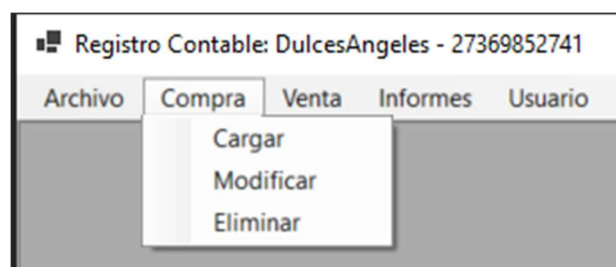 Registro Contable: DulcesAngeles - 27369852741
Archivo Compra Venta Informes Usuario
Cargar
Modificar
Eliminar